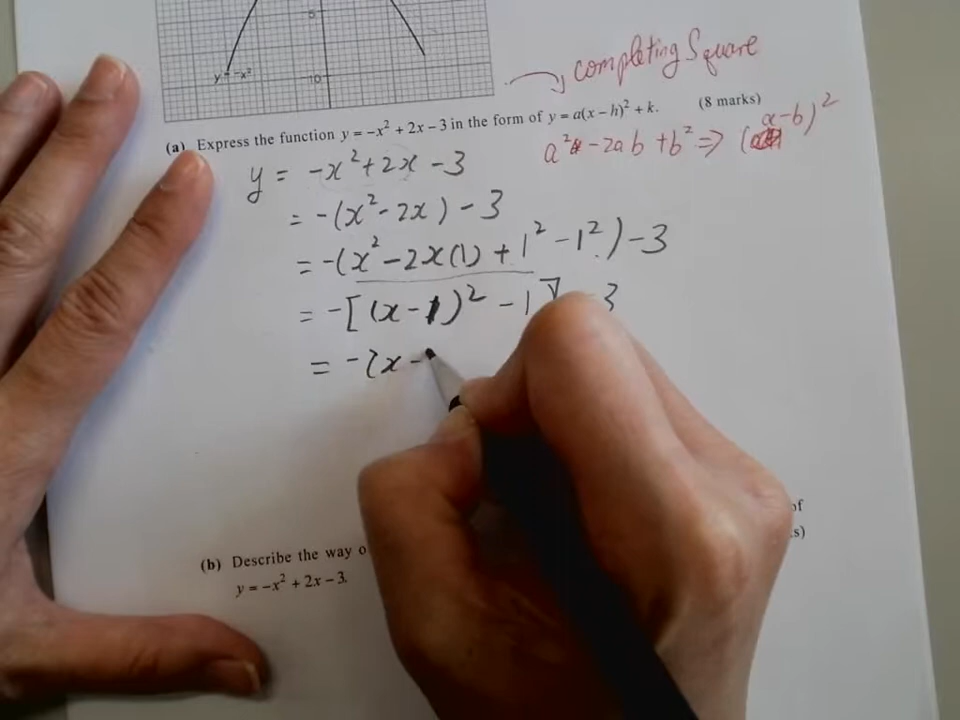 5
y = -x²
-10
completing Square
(a) Express the function y = -x² + 2x - 3 in the form of y = a(x - h)² + k. (8 marks)
a² - 2ab + b² => (a-b)²
y = -x² + 2x - 3
= -(x² - 2x) - 3
= -(x² - 2x(1) + 1² - 1²) - 3
= -[(x - 1)² - 1] - 3
= -(x -
of
s)
(b) Describe the way o
y = -x² + 2x - 3.